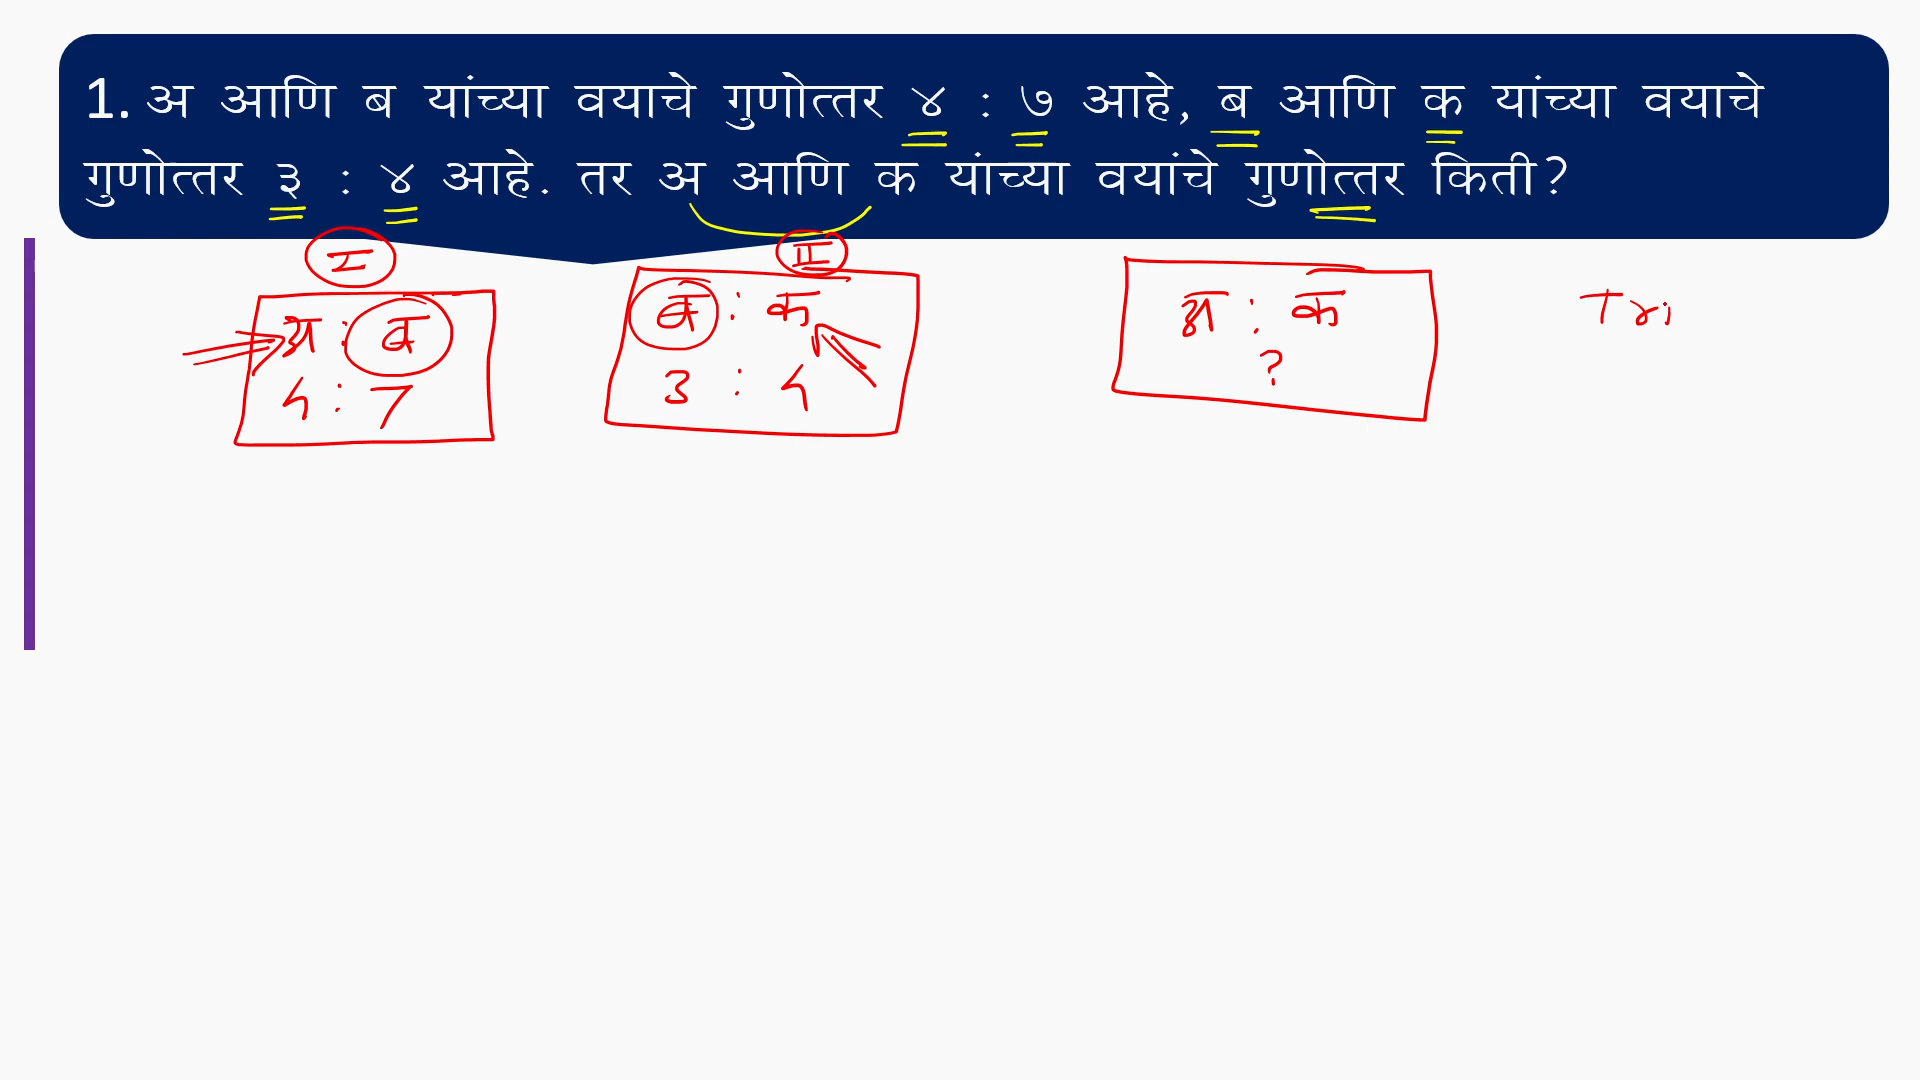 1. अ आणि ब यांच्या वयाचे गुणोत्तर ४ : ७ आहे, ब आणि क यांच्या वयाचे
गुणोत्तर ३ : ४ आहे. तर अ आणि क यांच्या वयांचे गुणोत्तर किती?
I
II
अ : ब
4 : 7
ब : क
3 : 4
अ : क
?
Tri